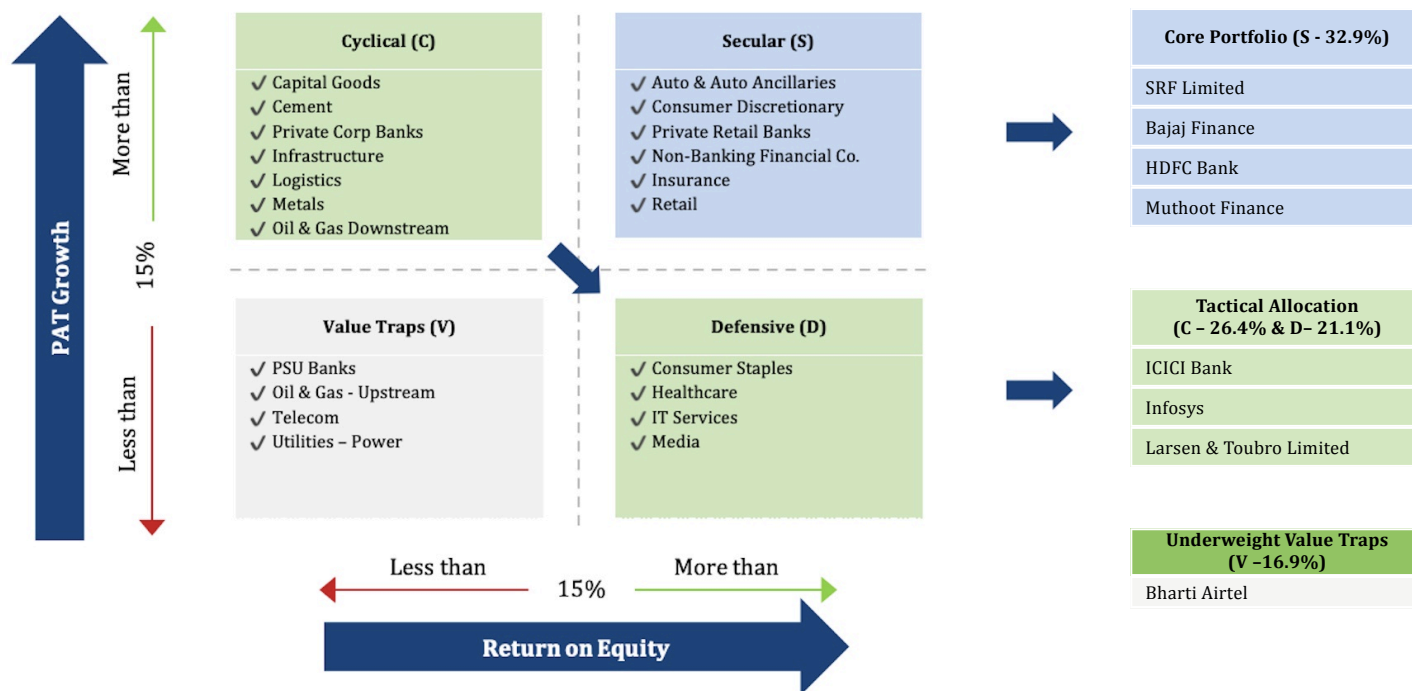 PAT Growth
More than
15%
Less than
Cyclical (C)
Capital Goods
Cement
Private Corp Banks
Infrastructure
Logistics
Metals
Oil & Gas Downstream
Secular (S)
Auto & Auto Ancillaries
Consumer Discretionary
Private Retail Banks
Non-Banking Financial Co.
Insurance
Retail
Value Traps (V)
PSU Banks
Oil & Gas - Upstream
Telecom
Utilities – Power
Defensive (D)
Consumer Staples
Healthcare
IT Services
Media
Less than
15%
More than
Return on Equity
Core Portfolio (S - 32.9%)
SRF Limited
Bajaj Finance
HDFC Bank
Muthoot Finance
Tactical Allocation
(C – 26.4% & D– 21.1%)
ICICI Bank
Infosys
Larsen & Toubro Limited
Underweight Value Traps
(V –16.9%)
Bharti Airtel